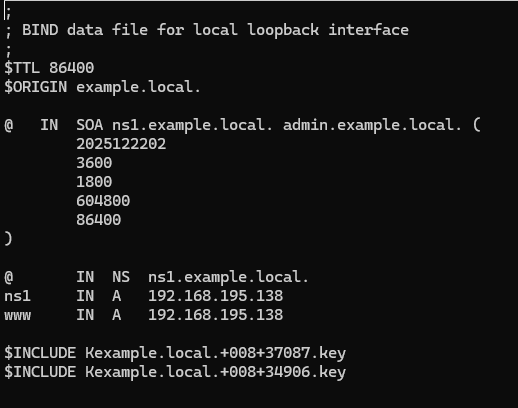 ;
; BIND data file for local loopback interface
;
$TTL 86400
$ORIGIN example.local.
@ IN SOA ns1.example.local. admin.example.local. (
2025122202
3600
1800
604800
86400
)
@ IN NS ns1.example.local.
ns1 IN A 192.168.195.138
www IN A 192.168.195.138
$INCLUDE Kexample.local.+008+37087.key
$INCLUDE Kexample.local.+008+34906.key